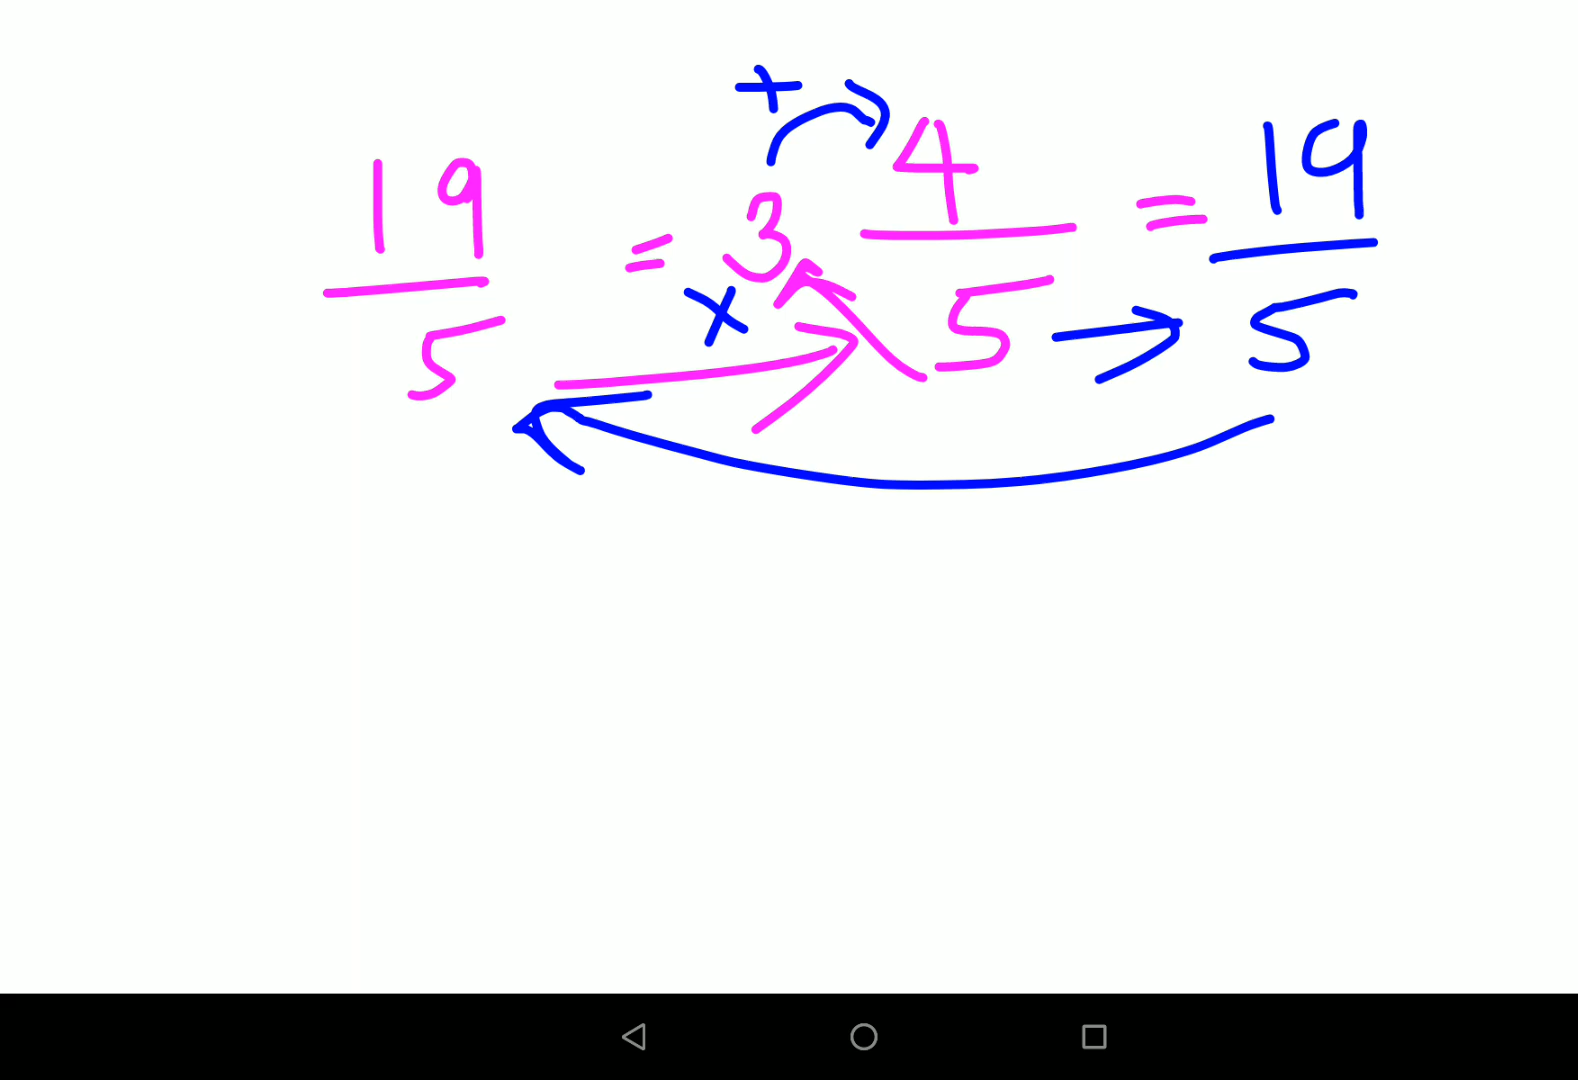 +
19/5 = 3 4/5 = 19/5
×